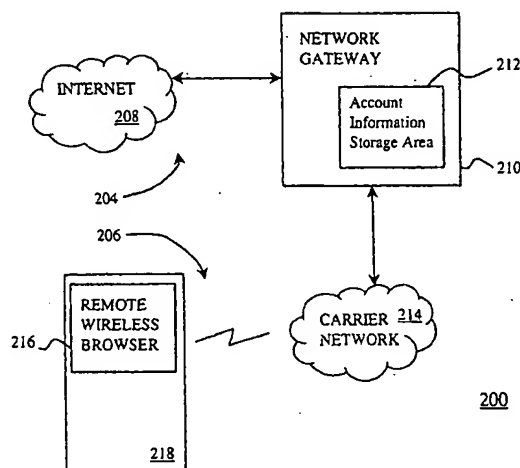 NETWORK
GATEWAY
212
INTERNET
208
Account
Information
Storage Area
210
204
206
REMOTE
WIRELESS
BROWSER
216
CARRIER 214
NETWORK
200
218